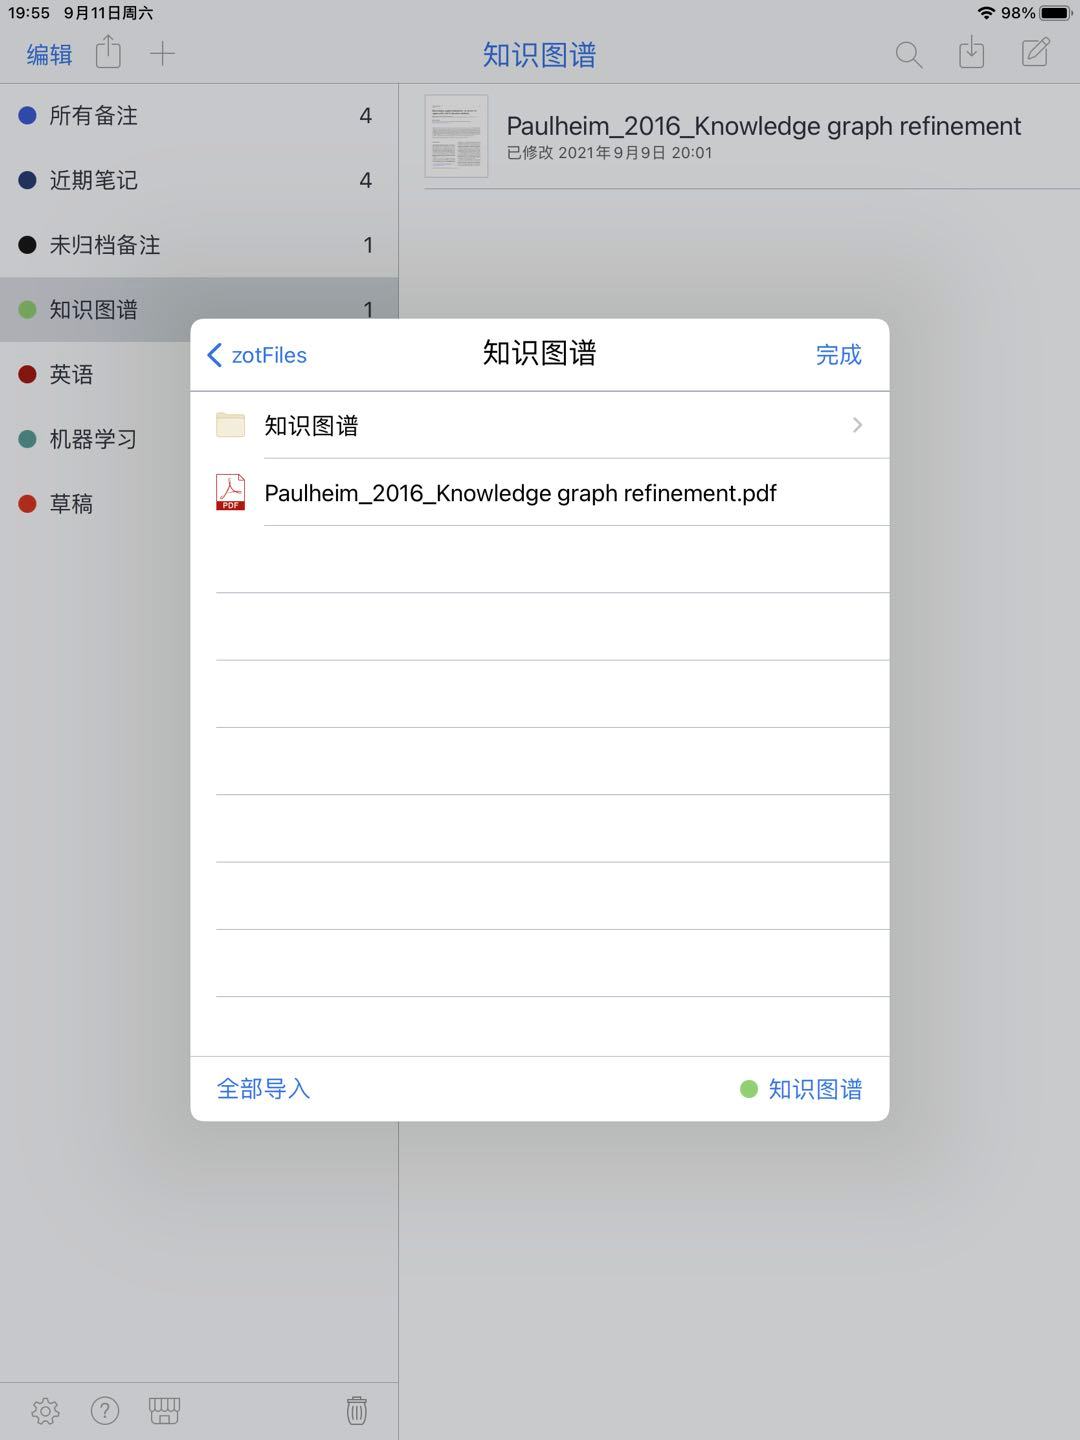 19:55 9月11日周六 98%
编辑 知识图谱
所有备注 4
近期笔记 4
未归档备注 1
知识图谱 1
英语
机器学习
草稿
Paulheim_2016_Knowledge graph refinement
已修改 2021年9月9日 20:01
zotFiles 知识图谱 完成
知识图谱
PDF Paulheim_2016_Knowledge graph refinement.pdf
全部导入 知识图谱